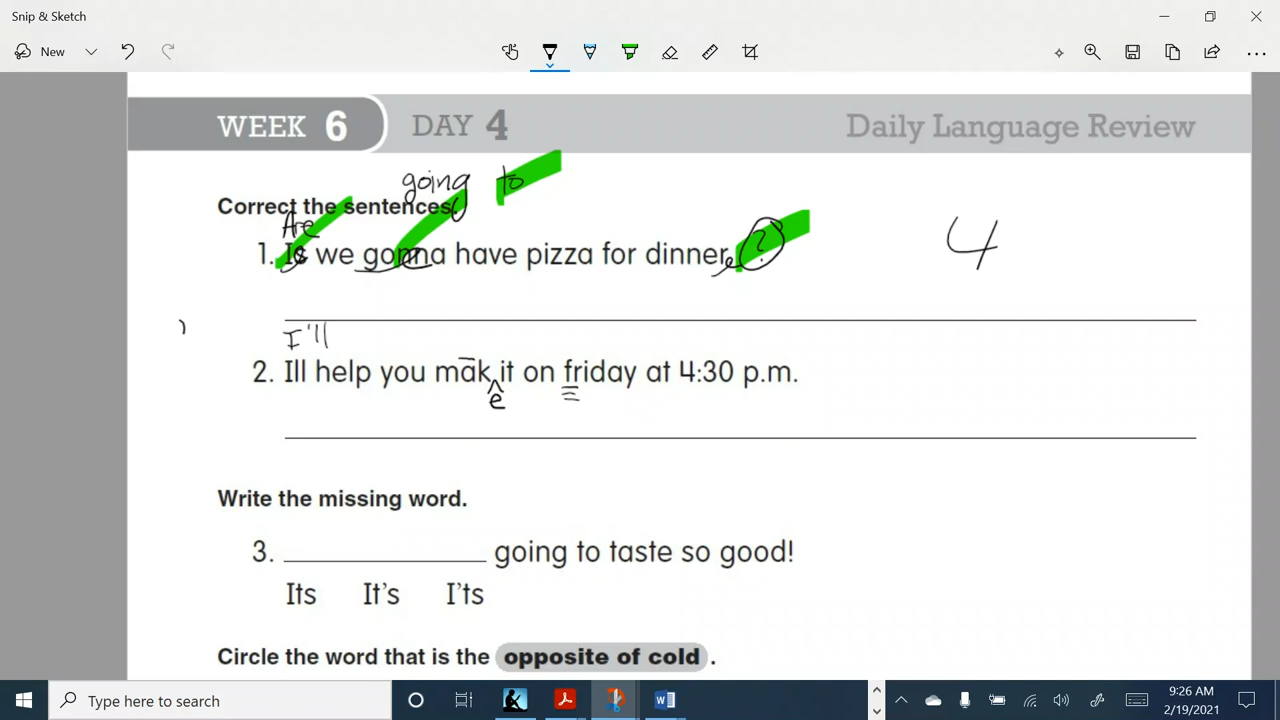 Snip & Sketch
New
WEEK 6 DAY 4 Daily Language Review
going to
Correct the sentences.
Are
1. Is we gonna have pizza for dinner. ?
4
I'll
2. Ill help you mak it on friday at 4:30 p.m.
e
Write the missing word.
3. ____________ going to taste so good!
Its It's I'ts
Circle the word that is the opposite of cold .
Type here to search
9:26 AM
2/19/2021